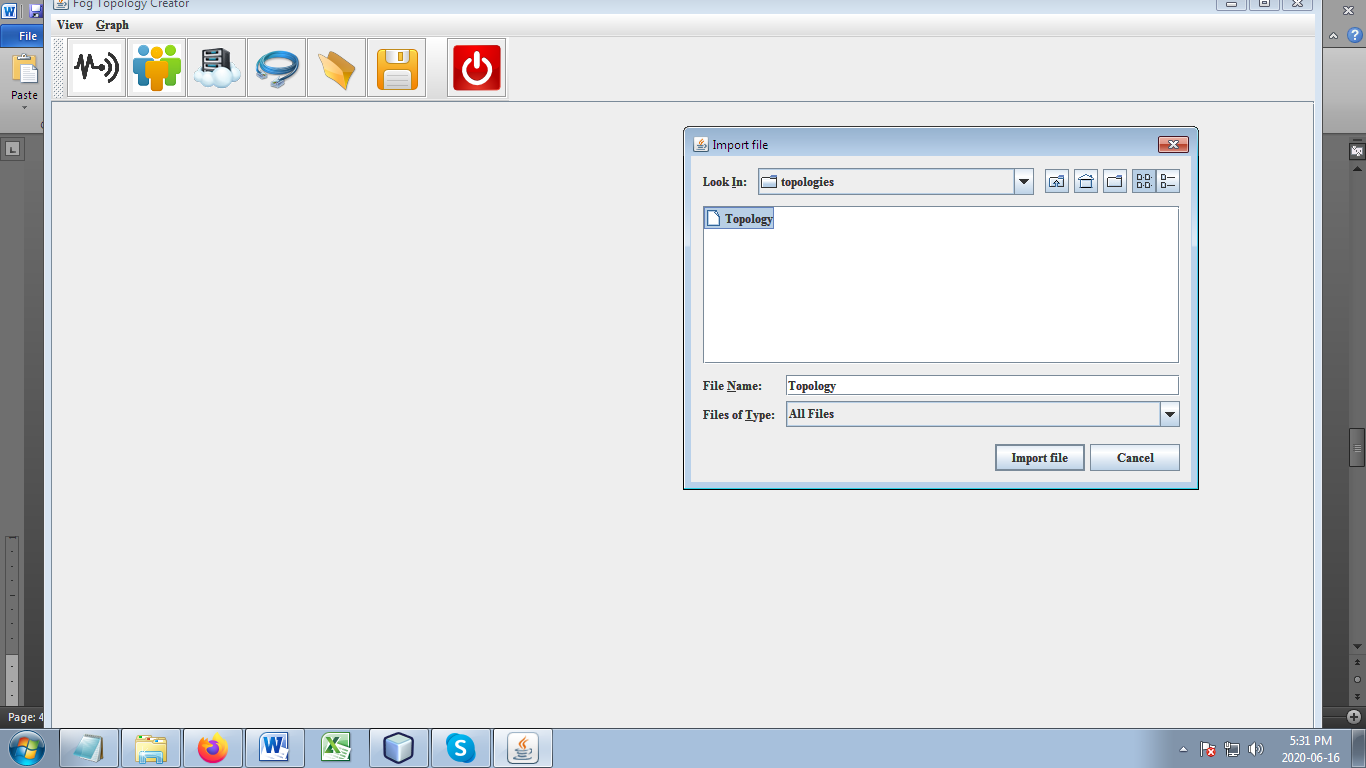 Fog Topology Creator
File
View Graph
Paste
Import file
Look In: topologies
Topology
File Name: Topology
Files of Type: All Files
Import file Cancel
Page: 4
5:31 PM
2020-06-16